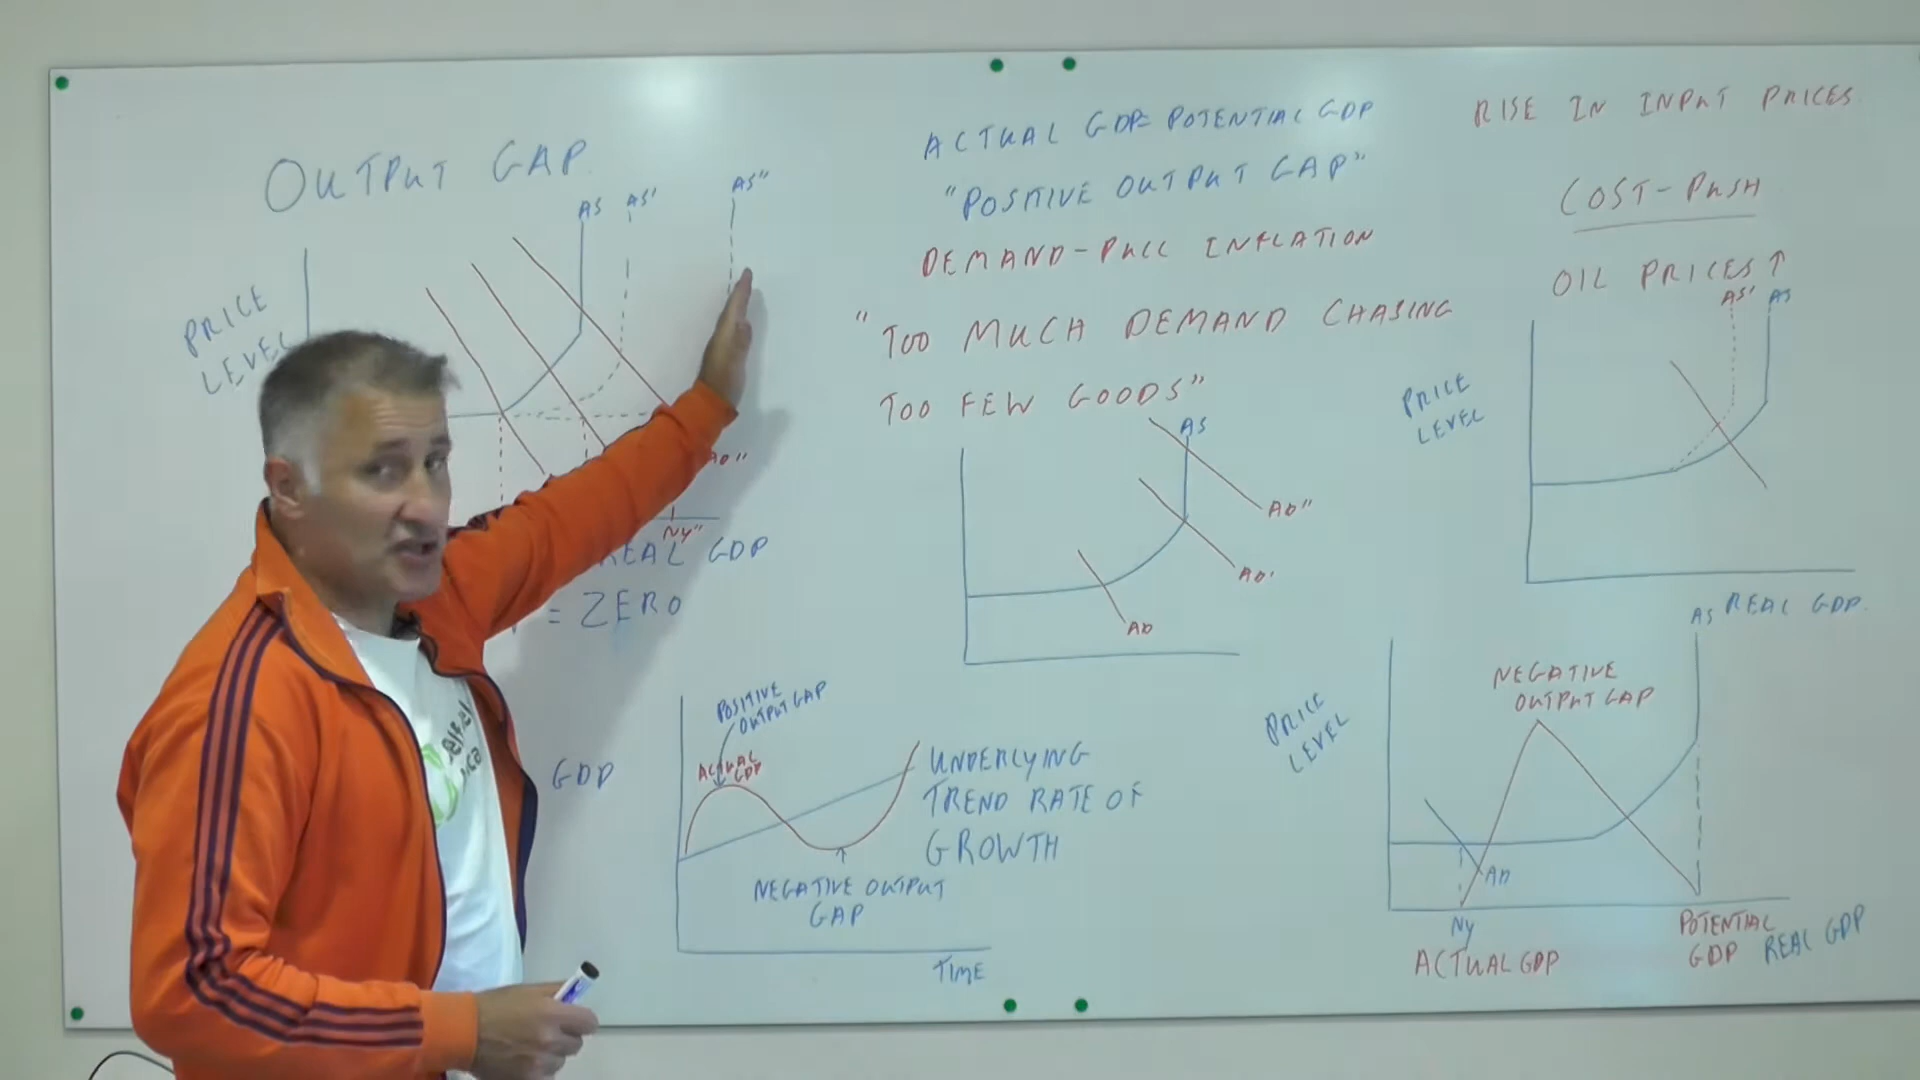 OUTPUT GAP
AS AS' AS"
PRICE
LEVEL
AD"
NY"
REAL GDP
= ZERO
ACTUAL GDP= POTENTIAL GDP
"POSITIVE OUTPUT GAP"
DEMAND-PULL INFLATION
"TOO MUCH DEMAND CHASING
TOO FEW GOODS"
AS
AD"
AD'
AD
RISE IN INPUT PRICES
COST-PUSH
OIL PRICES ↑
AS' AS
PRICE
LEVEL
REAL GDP
GDP
POSITIVE
OUTPUT GAP
ACTUAL
GDP
NEGATIVE OUTPUT
GAP
UNDERLYING
TREND RATE OF
GROWTH
TIME
AS
NEGATIVE
OUTPUT GAP
PRICE
LEVEL
AD
NY
ACTUAL GDP
POTENTIAL
GDP REAL GDP